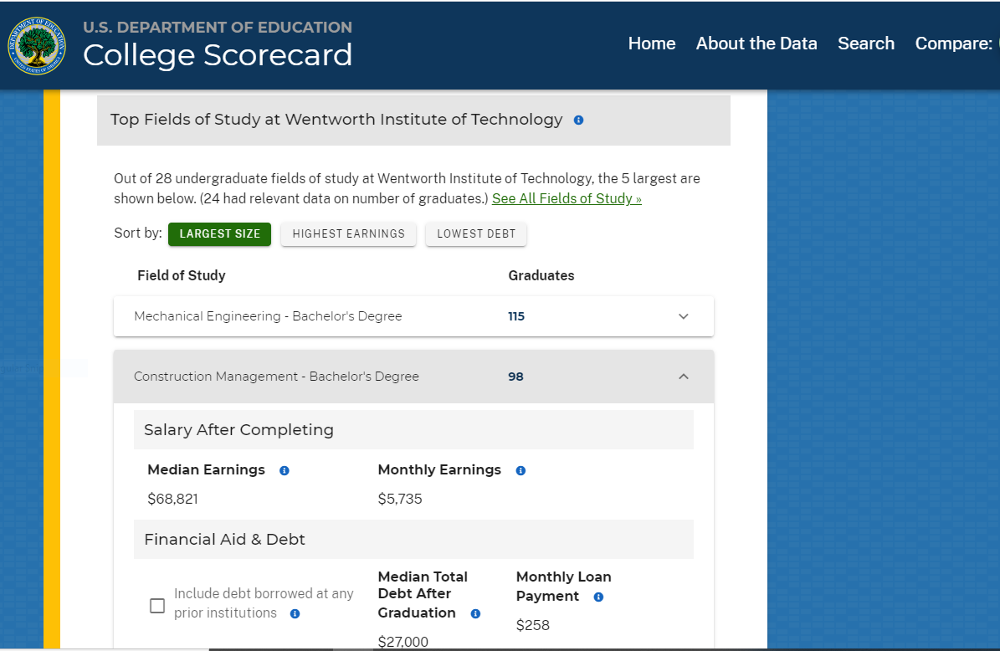 U.S. DEPARTMENT OF EDUCATION
College Scorecard
Home About the Data Search Compare:
Top Fields of Study at Wentworth Institute of Technology
Out of 28 undergraduate fields of study at Wentworth Institute of Technology, the 5 largest are
shown below. (24 had relevant data on number of graduates.) See All Fields of Study »
Sort by: LARGEST SIZE HIGHEST EARNINGS LOWEST DEBT
Field of Study Graduates
Mechanical Engineering - Bachelor's Degree 115
Construction Management - Bachelor's Degree 98
Salary After Completing
Median Earnings Monthly Earnings
$68,821 $5,735
Financial Aid & Debt
Include debt borrowed at any
prior institutions
Median Total
Debt After
Graduation
$27,000
Monthly Loan
Payment
$258